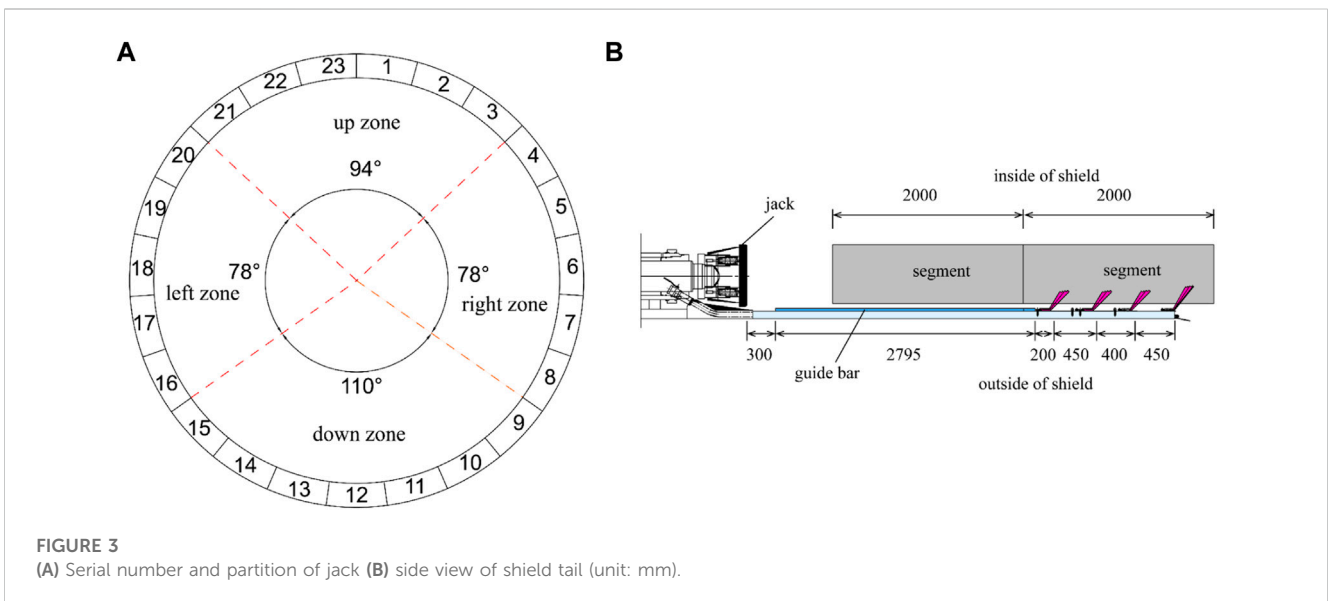 A
B
23
1
22
2
21
3
up zone
20
4
94°
inside of shield
19
5
2000
2000
jack
18
6
78°
78°
segment
segment
left zone
right zone
17
7
300
2795
200
450
400
450
16
8
guide bar
110°
outside of shield
15
9
down zone
14
10
13
12
11
FIGURE 3
(A) Serial number and partition of jack (B) side view of shield tail (unit: mm).